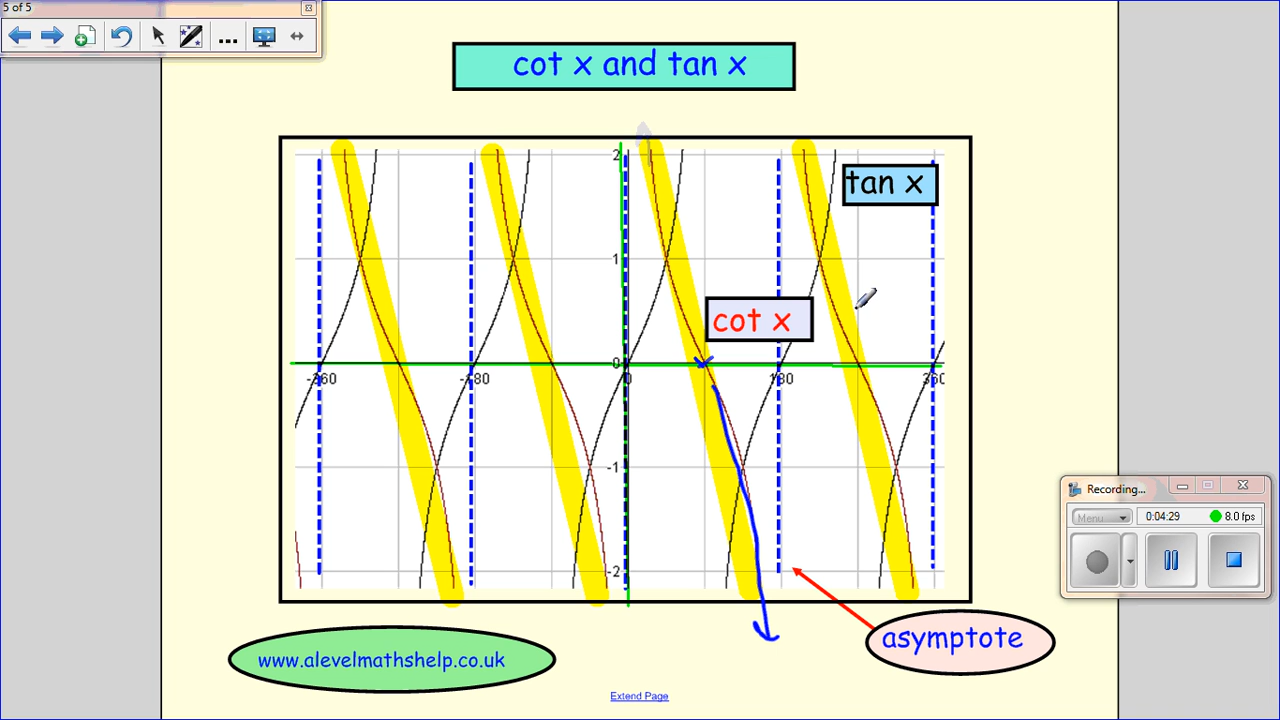 5 of 5
cot x and tan x
2
tan x
1
cot x
0
-360
-180
0
180
360
-1
-2
Recording...
Menu
0:04:29
8.0 fps
asymptote
www.alevelmathshelp.co.uk
Extend Page